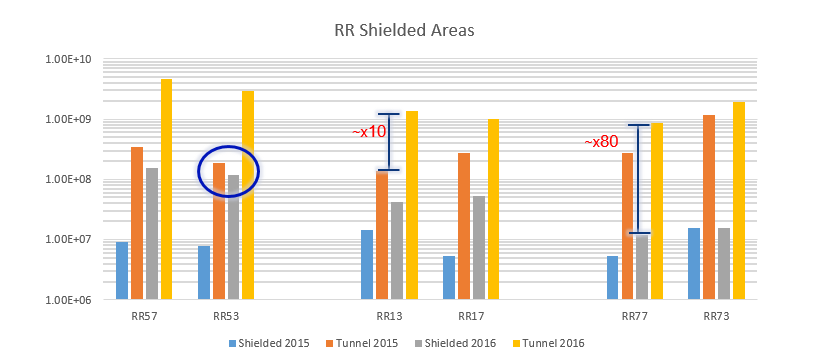 RR Shielded Areas
1.00E+10
1.00E+09
~x10
~x80
1.00E+08
1.00E+07
1.00E+06
RR57 RR53 RR13 RR17 RR77 RR73
Shielded 2015 Tunnel 2015 Shielded 2016 Tunnel 2016